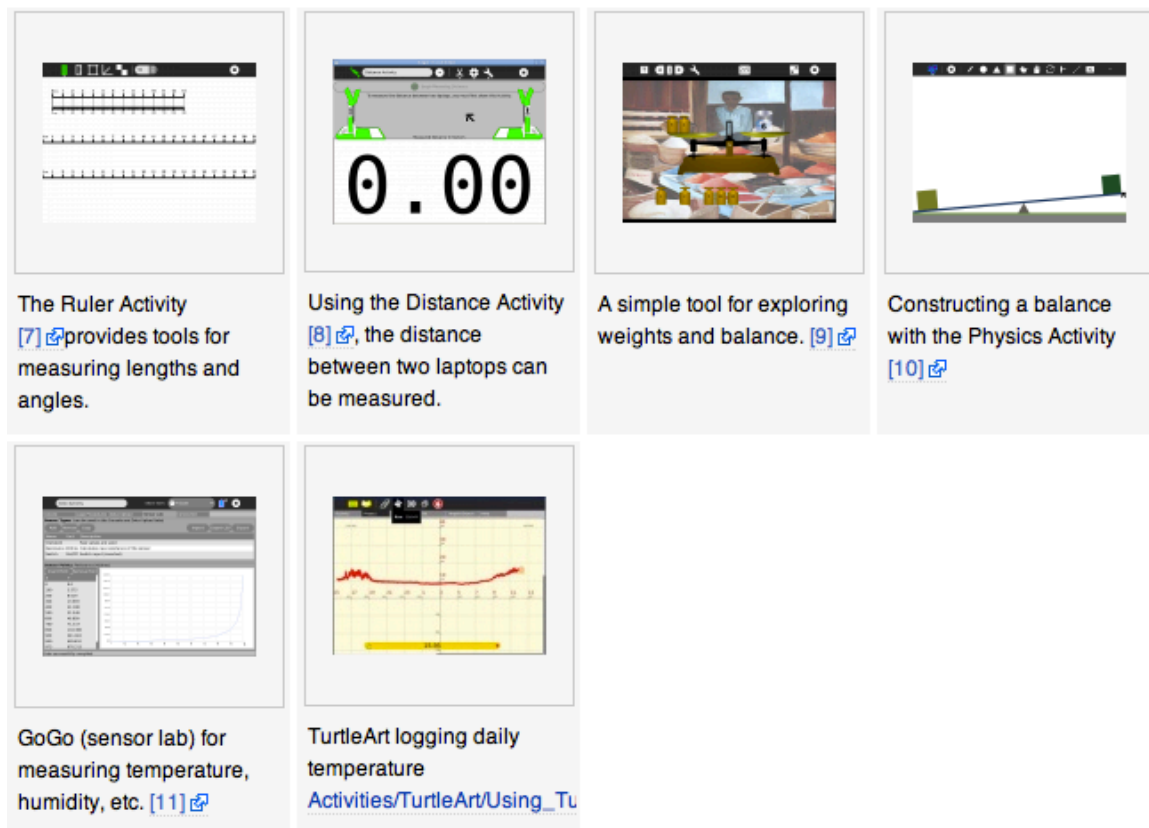 0.00
The Ruler Activity
[7] provides tools for
measuring lengths and
angles.
Using the Distance Activity
[8], the distance
between two laptops can
be measured.
A simple tool for exploring
weights and balance. [9]
Constructing a balance
with the Physics Activity
[10]
GoGo (sensor lab) for
measuring temperature,
humidity, etc. [11]
TurtleArt logging daily
temperature
Activities/TurtleArt/Using_Tu